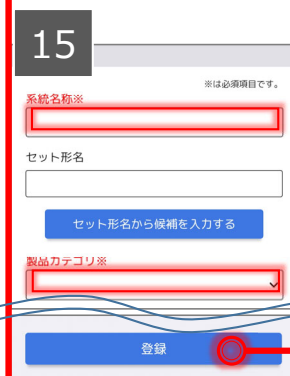 15
※は必須項目です。
系統名称※
セット形名
セット形名から候補を入力する
製品カテゴリ※
登録